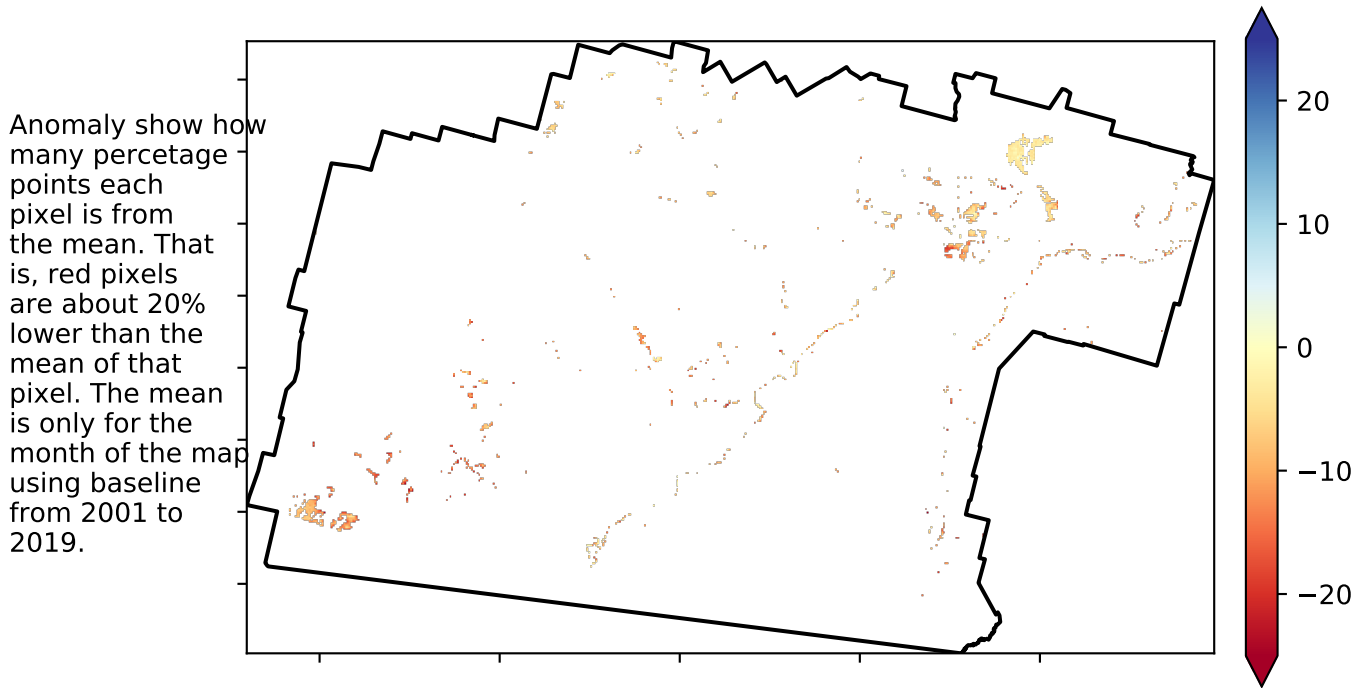 Anomaly show how
many percetage
points each
pixel is from
the mean. That
is, red pixels
are about 20%
lower than the
mean of that
pixel. The mean
is only for the
month of the map
using baseline
from 2001 to
2019.
20
10
0
−10
−20